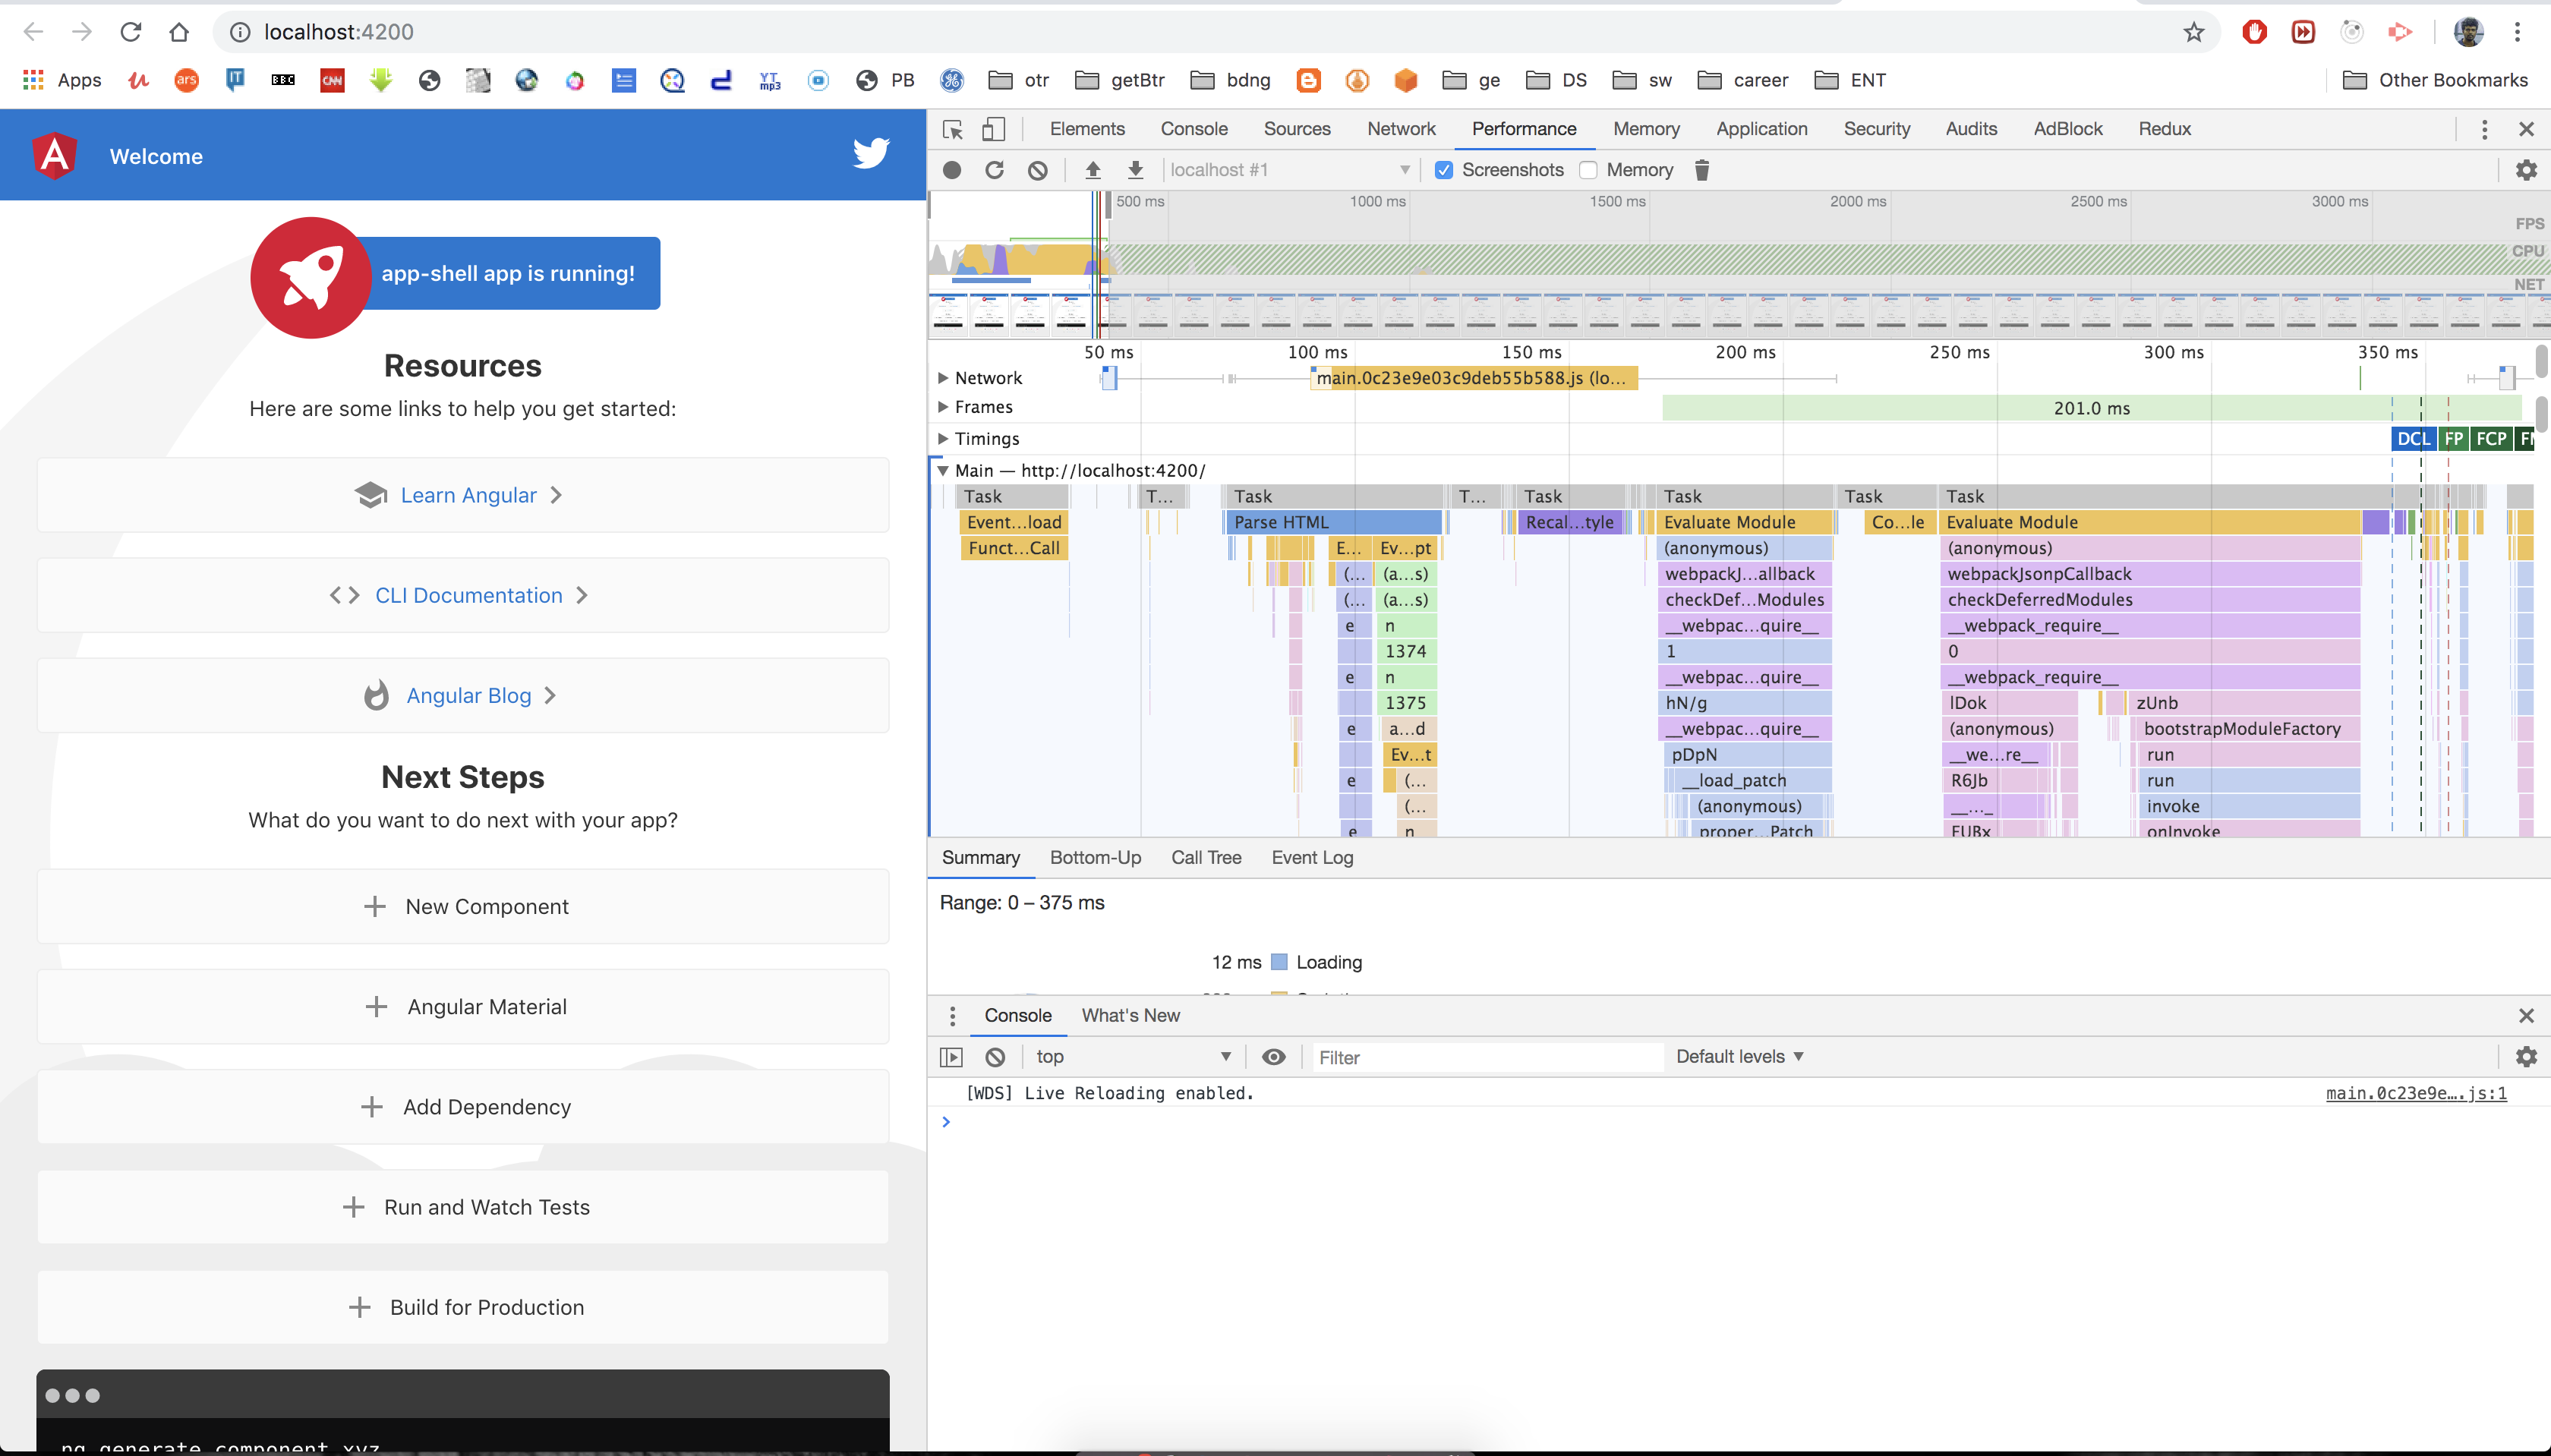 localhost:4200
Apps
ars
IT
BBC
CNN
YT mp3
PB
otr
getBtr
bdng
ge
DS
sw
career
ENT
Other Bookmarks
Welcome
app-shell app is running!
Resources
Here are some links to help you get started:
Learn Angular
CLI Documentation
Angular Blog
Next Steps
What do you want to do next with your app?
New Component
Angular Material
Add Dependency
Run and Watch Tests
Build for Production
ng generate component xyz
Elements Console Sources Network Performance Memory Application Security Audits AdBlock Redux
localhost #1 Screenshots Memory
500 ms 1000 ms 1500 ms 2000 ms 2500 ms 3000 ms
FPS
CPU
NET
50 ms 100 ms 150 ms 200 ms 250 ms 300 ms 350 ms
Network main.0c23e9e03c9deb55b588.js (lo...
Frames 201.0 ms
Timings DCL FP FCP
Main — http://localhost:4200/
Task T... Task T... Task Task Task Task
Event...load Parse HTML Recal...tyle Evaluate Module Co...le Evaluate Module
Funct...Call E... Ev...pt (anonymous) (anonymous)
(... (a...s) webpackJ...allback webpackJsonpCallback
(... (a...s) checkDef...Modules checkDeferredModules
e n __webpac...quire__ __webpack_require__
1374 1 0
e n __webpac...quire__ __webpack_require__
1375 hN/g lDok zUnb
e a...d __webpac...quire__ (anonymous) bootstrapModuleFactory
Ev...t pDpN __we...re__ run
e (... __load_patch R6Jb run
(... (anonymous) __..._ invoke
e n proper...Patch EUBx onInvoke
Summary Bottom-Up Call Tree Event Log
Range: 0 – 375 ms
12 ms Loading
Console What's New
top Filter Default levels
[WDS] Live Reloading enabled. main.0c23e9e….js:1